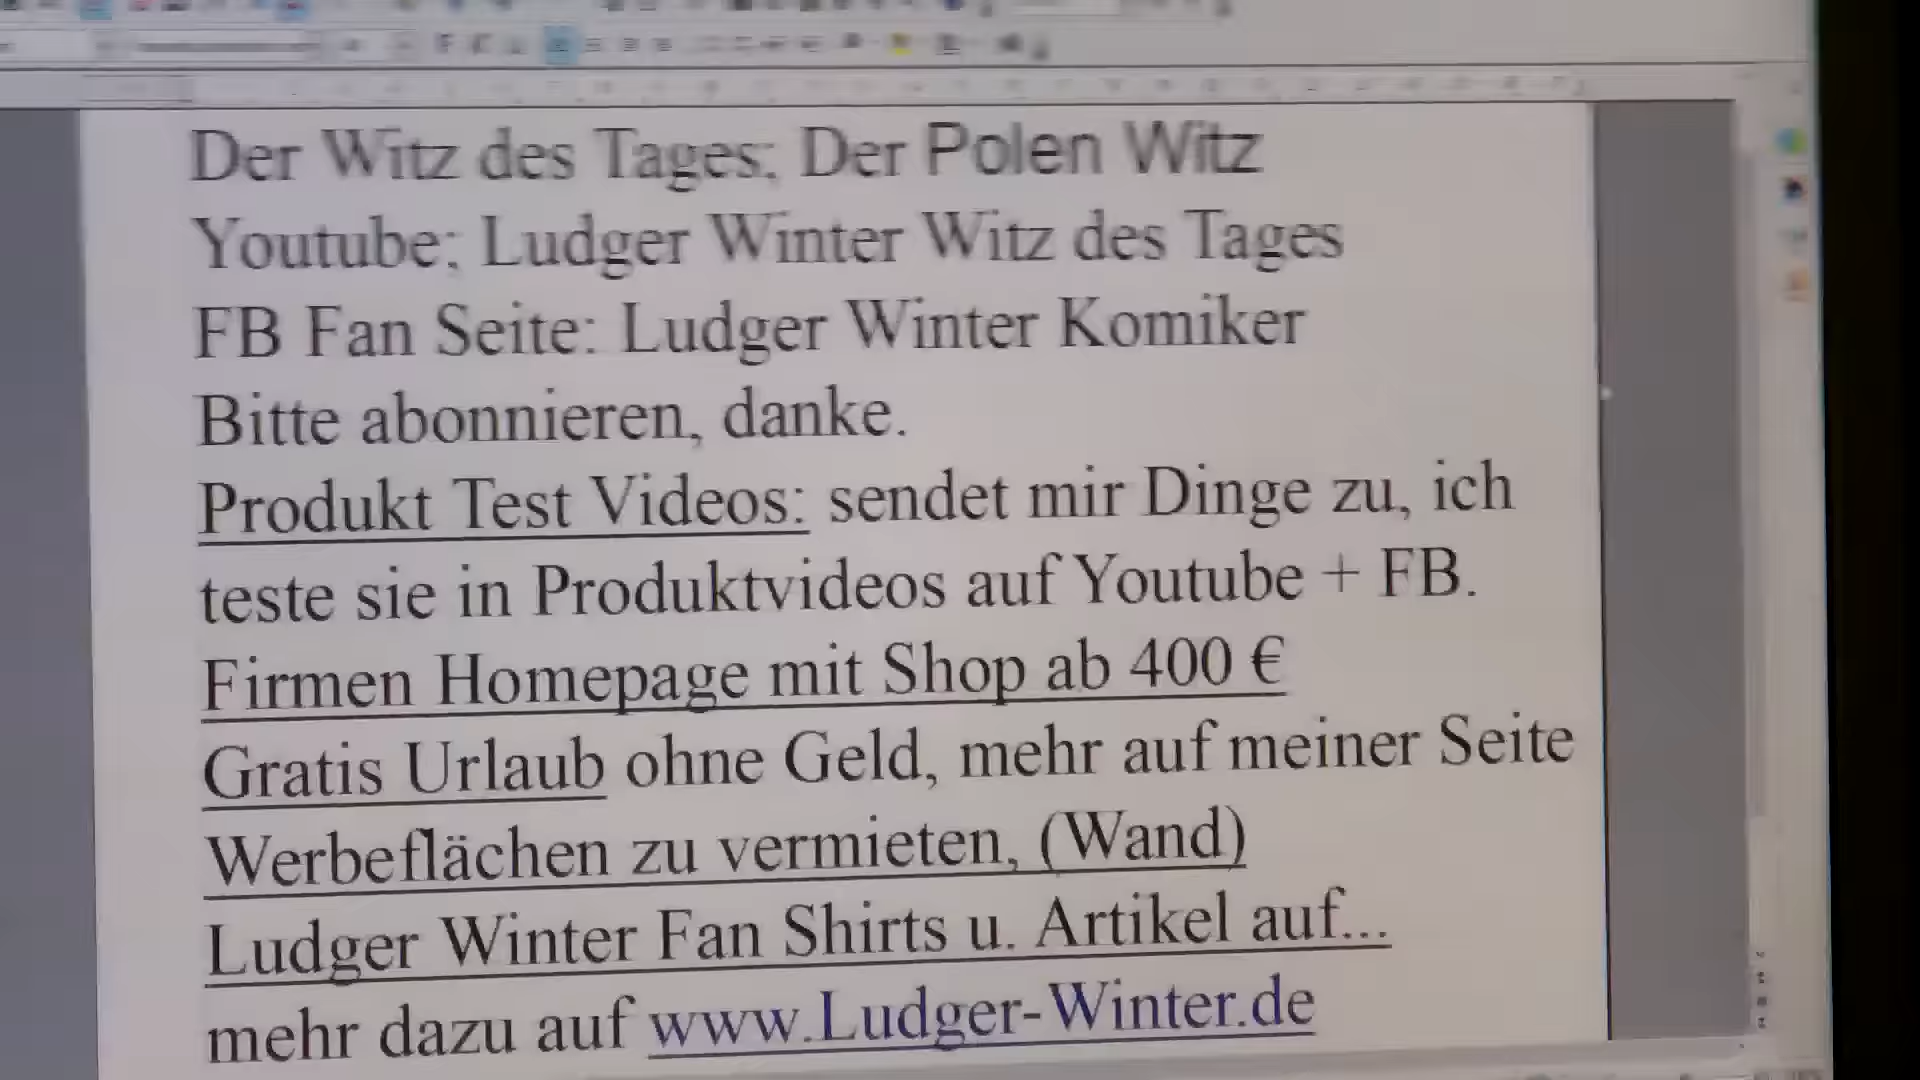 Der Witz des Tages; Der Polen Witz
Youtube; Ludger Winter Witz des Tages
FB Fan Seite: Ludger Winter Komiker
Bitte abonnieren, danke.
Produkt Test Videos: sendet mir Dinge zu, ich
teste sie in Produktvideos auf Youtube + FB.
Firmen Homepage mit Shop ab 400 €
Gratis Urlaub ohne Geld, mehr auf meiner Seite
Werbeflächen zu vermieten, (Wand)
Ludger Winter Fan Shirts u. Artikel auf...
mehr dazu auf www.Ludger-Winter.de